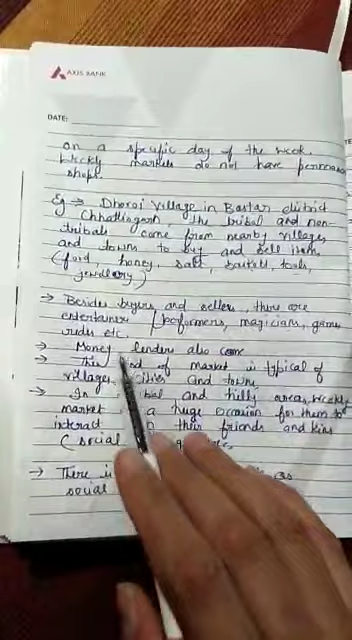 AXIS BANK
DATE:
on a specific day of the week.
Weekly markets do not have
shops.
Eg → Dhorai Village in Bastar district
Chhattisgarh, the tribal and non-
tribals come from nearby villages
and towns to buy and sell items
(food, honey, salt, baskets, tools,
jewellery)
→ Besides buyers and sellers, there are
entertainers / performers, magicians, game
rides etc.
→ Money lenders also come
→ This of market is typical of
villages, cities and towns
→ In and hilly areas, weekly
market a huge occasion for them to
interact their friends and kins
(social
→ There is as
social